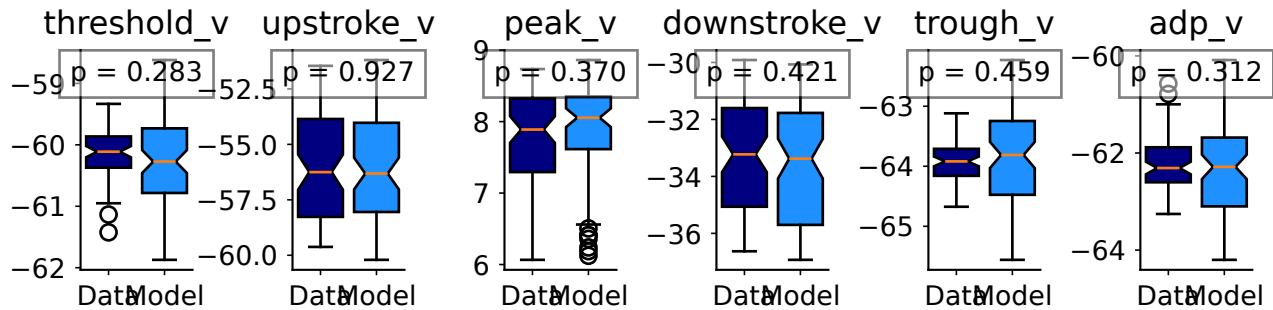 threshold_v
p = 0.283
−59
−60
−61
−62
Data Model
upstroke_v
p = 0.927
−52.5
−55.0
−57.5
−60.0
Data Model
peak_v
p = 0.370
9
8
7
6
Data Model
downstroke_v
p = 0.421
−30
−32
−34
−36
Data Model
trough_v
p = 0.459
−63
−64
−65
Data Model
adp_v
p = 0.312
−60
−62
−64
Data Model